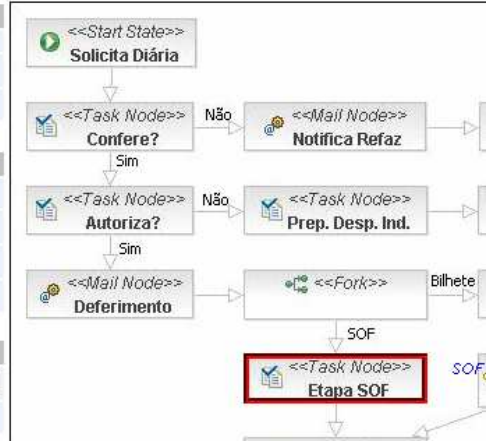 <<Start State>>
Solicita Diária
<<Task Node>>
Confere?
Não
<<Mail Node>>
Notifica Refaz
Sim
<<Task Node>>
Autoriza?
Não
<<Task Node>>
Prep. Desp. Ind.
Sim
<<Mail Node>>
Deferimento
<<Fork>>
Bilhete
SOF
<<Task Node>>
Etapa SOF
SOF